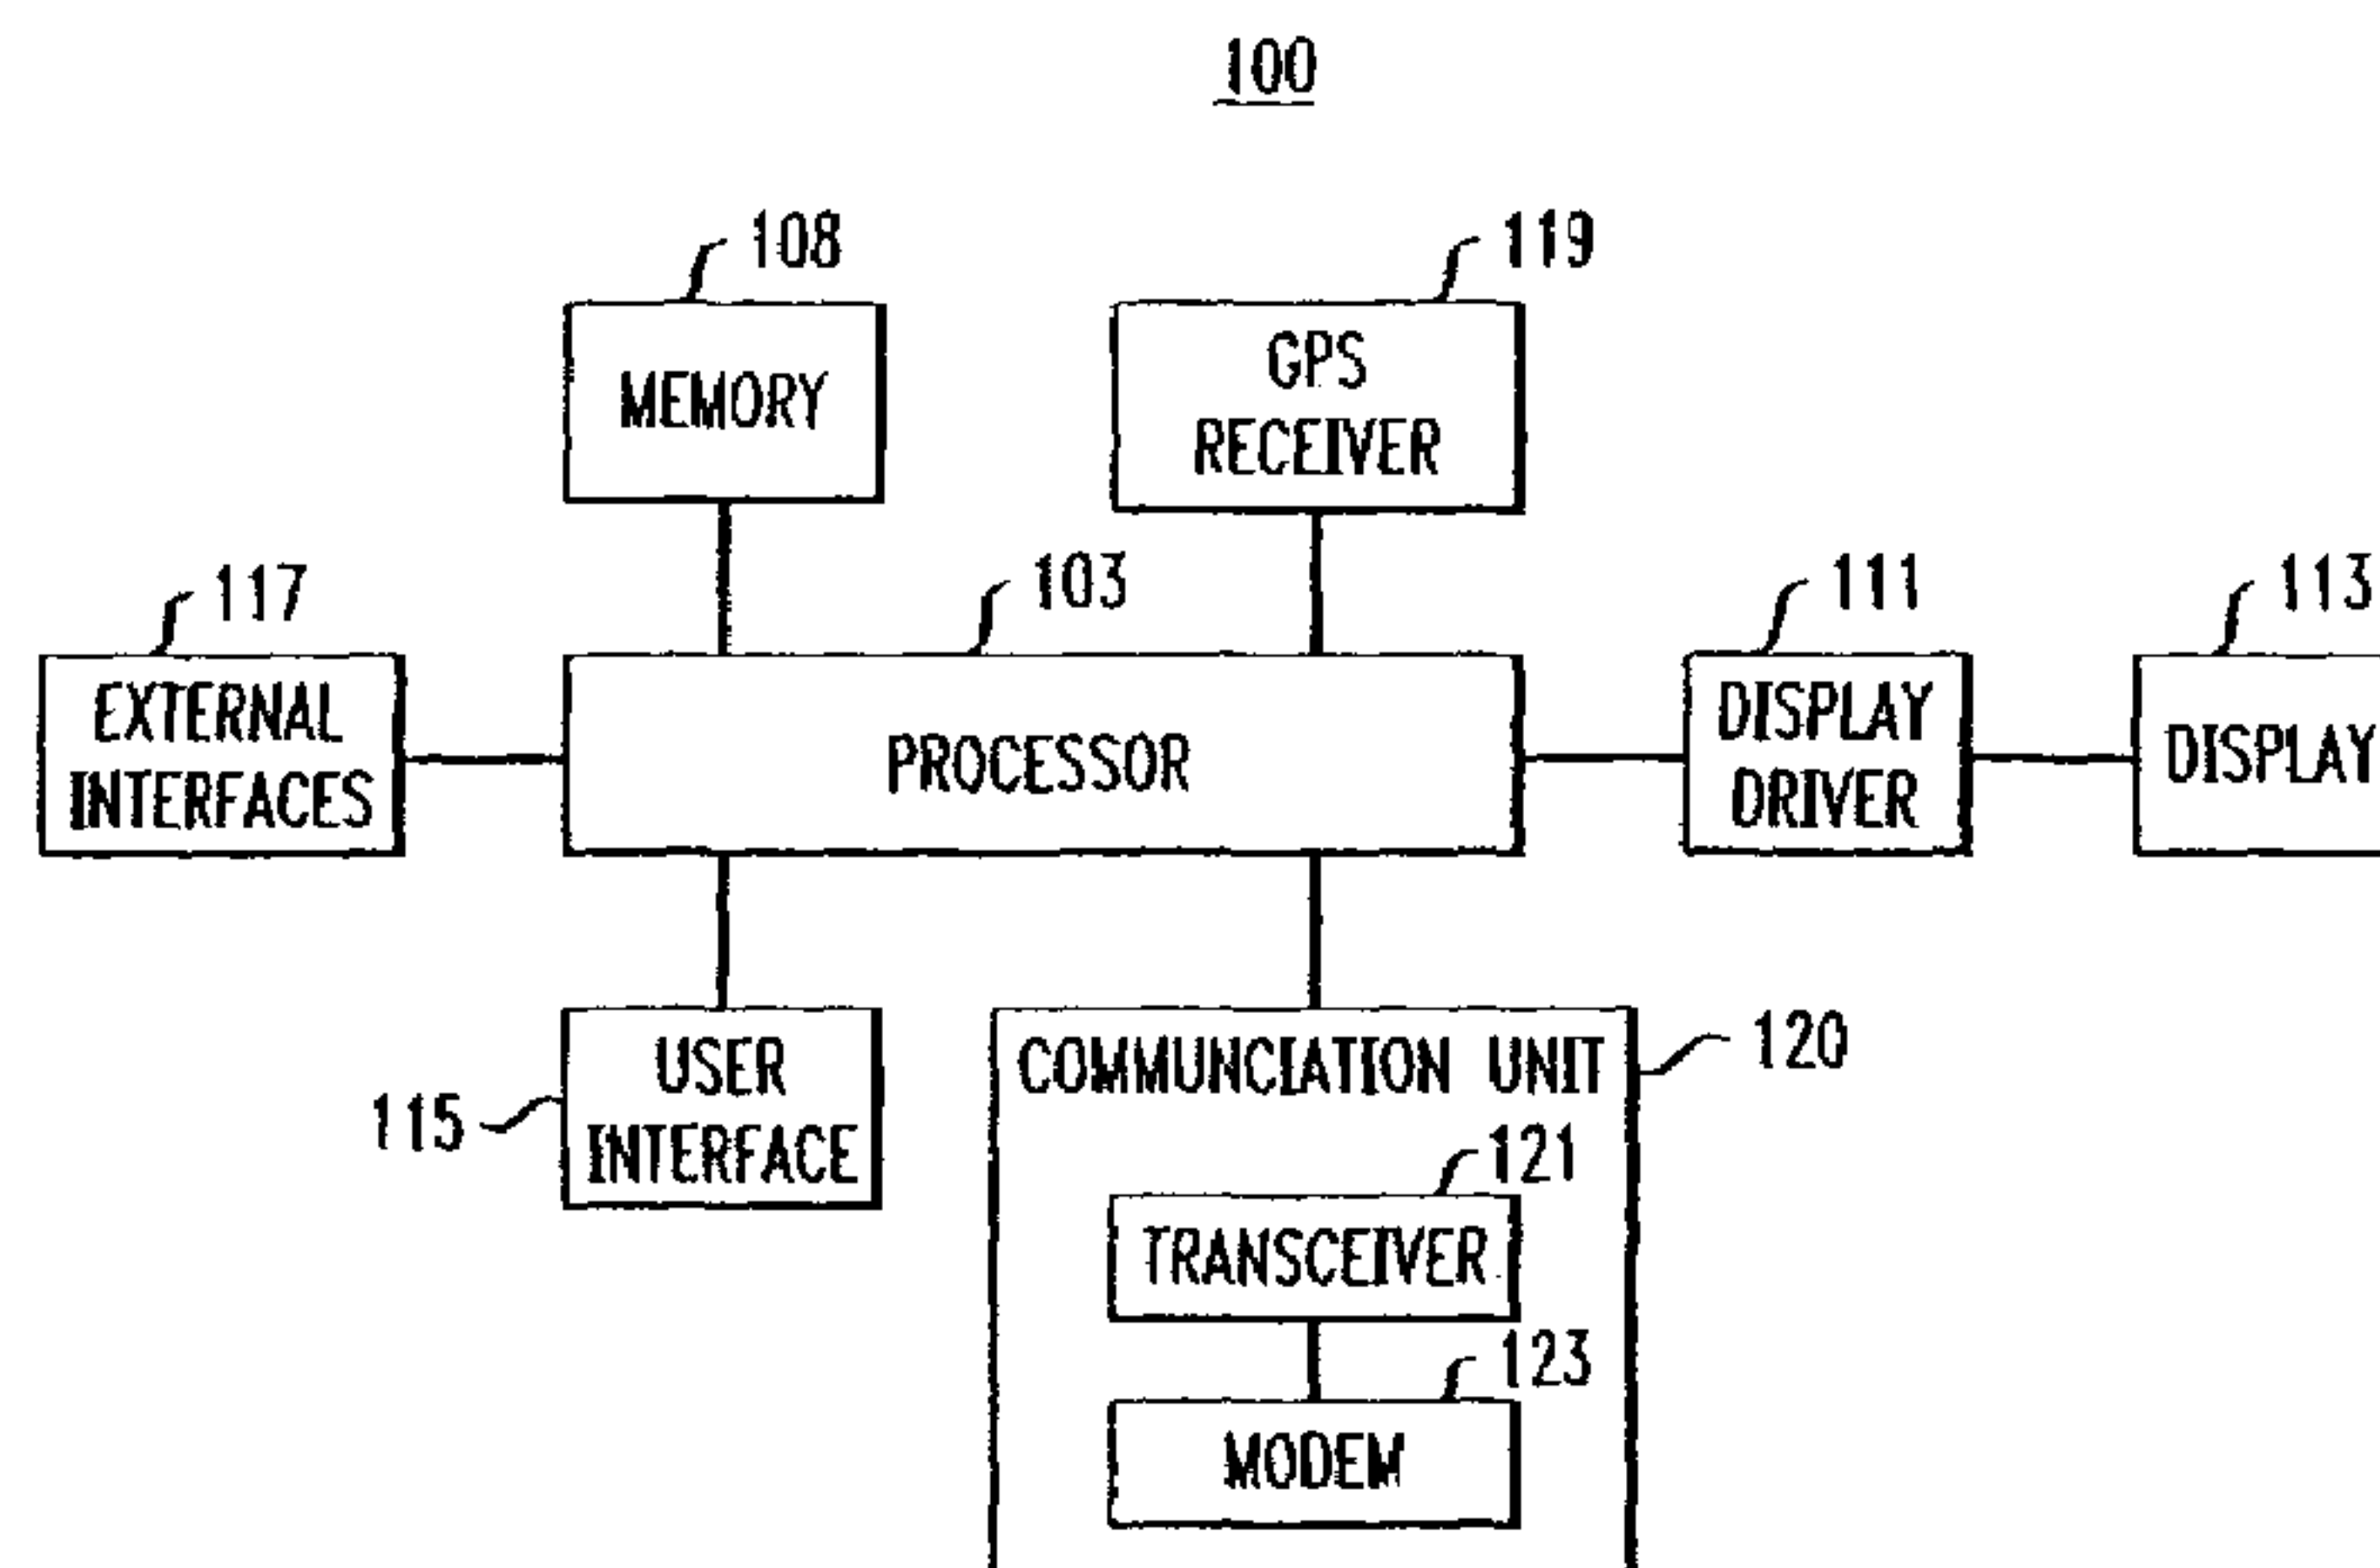 100
108
119
MEMORY
GPS
RECEIVER
117
103
111
113
EXTERNAL
INTERFACES
PROCESSOR
DISPLAY
DRIVER
DISPLAY
115
USER
INTERFACE
COMMUNCIATION UNIT
120
121
TRANSCEIVER
123
MODEM